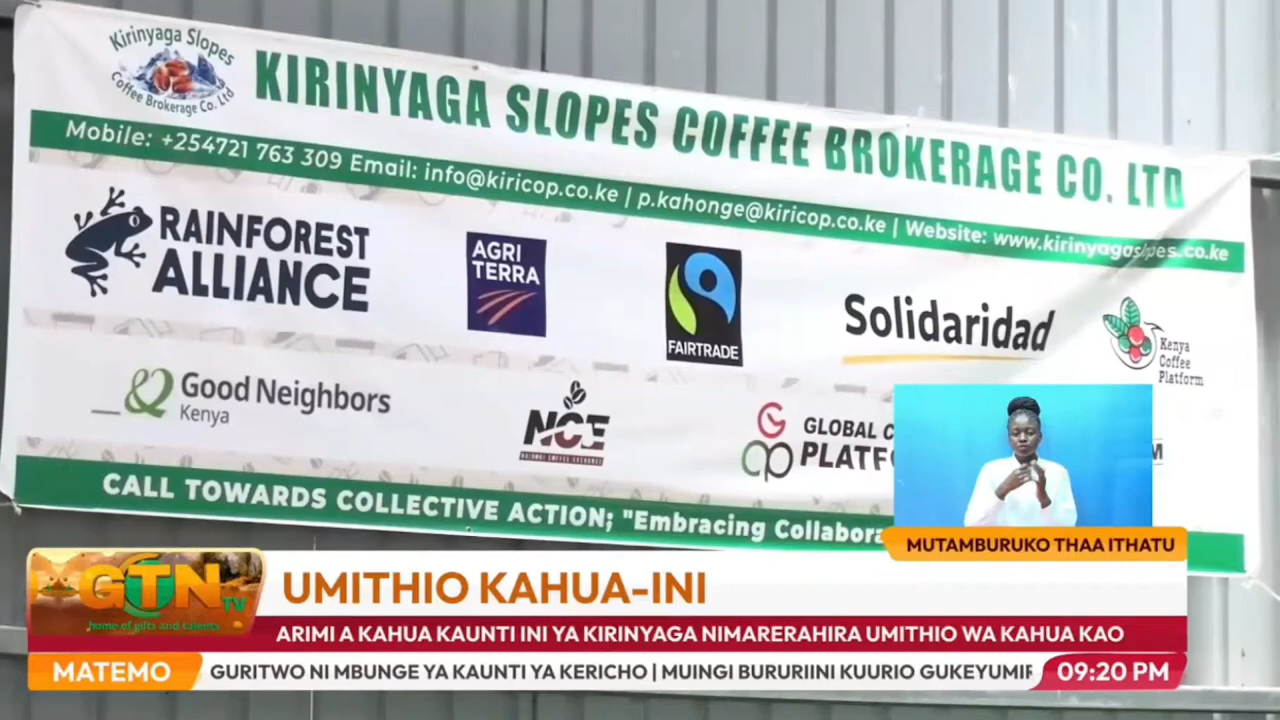 Kirinyaga Slopes
Coffee Brokerage Co. Ltd
KIRINYAGA SLOPES COFFEE BROKERAGE CO. LTD
Mobile: +254721 763 309 Email: info@kiricop.co.ke | p.kahonge@kiricop.co.ke | Website: www.kirinyagaslopes.co.ke
RAINFOREST
ALLIANCE
AGRI
TERRA
FAIRTRADE
Solidaridad
Kenya
Coffee
Platform
Good Neighbors
Kenya
NCE
NAIROBI COFFEE EXCHANGE
GLOBAL C
PLATF
M
CALL TOWARDS COLLECTIVE ACTION; "Embracing Collabora
MUTAMBURUKO THAA ITHATU
GTN TV
home of gifts and talents
UMITHIO KAHUA-INI
ARIMI A KAHUA KAUNTI INI YA KIRINYAGA NIMARERAHIRA UMITHIO WA KAHUA KAO
MATEMO
GURITWO NI MBUNGE YA KAUNTI YA KERICHO | MUINGI BURURIINI KUURIO GUKEYUMIR
09:20 PM